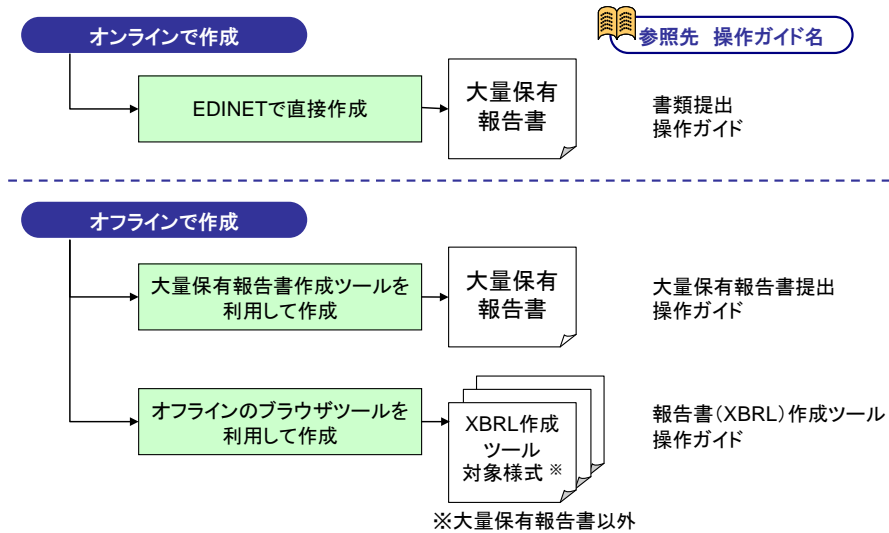 オンラインで作成
参照先 操作ガイド名
EDINETで直接作成
大量保有
報告書
書類提出
操作ガイド
オフラインで作成
大量保有報告書作成ツールを
利用して作成
大量保有
報告書
大量保有報告書提出
操作ガイド
オフラインのブラウザツールを
利用して作成
XBRL作成
ツール
対象様式 ※
報告書(XBRL)作成ツール
操作ガイド
※大量保有報告書以外